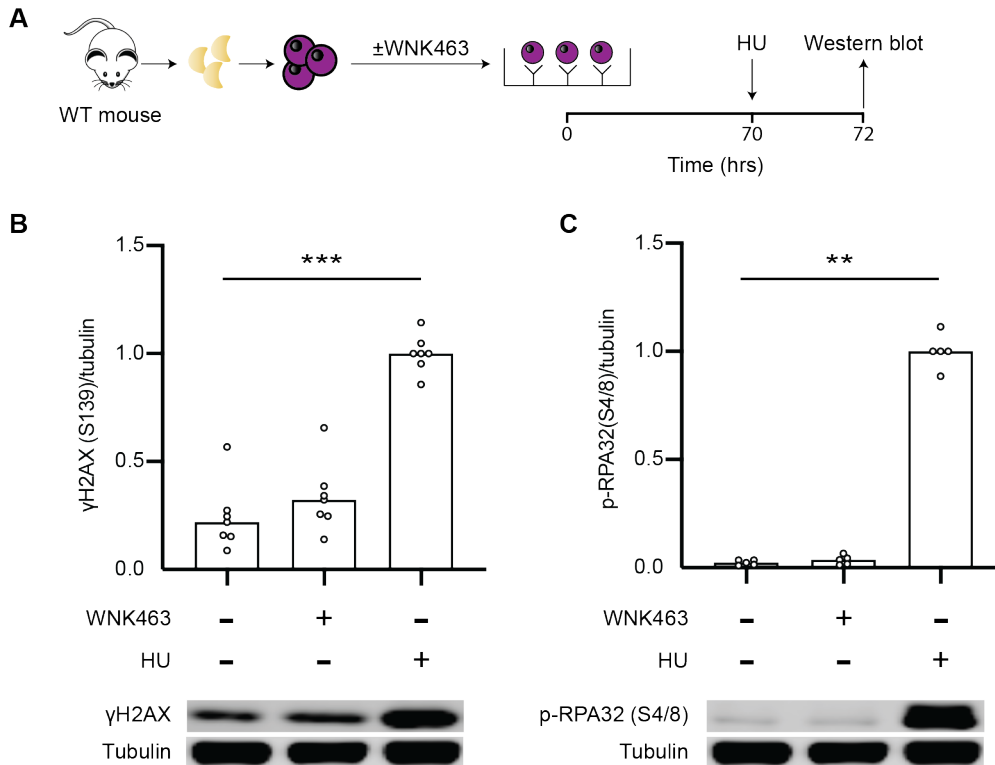 A
WT mouse
±WNK463
HU
Western blot
0
70
72
Time (hrs)
B
γH2AX (S139)/tubulin
1.5
1.0
0.5
0.0
***
WNK463
-
+
-
HU
-
-
+
γH2AX
Tubulin
C
p-RPA32(S4/8)/tubulin
1.5
1.0
0.5
0.0
**
WNK463
-
+
-
HU
-
-
+
p-RPA32 (S4/8)
Tubulin